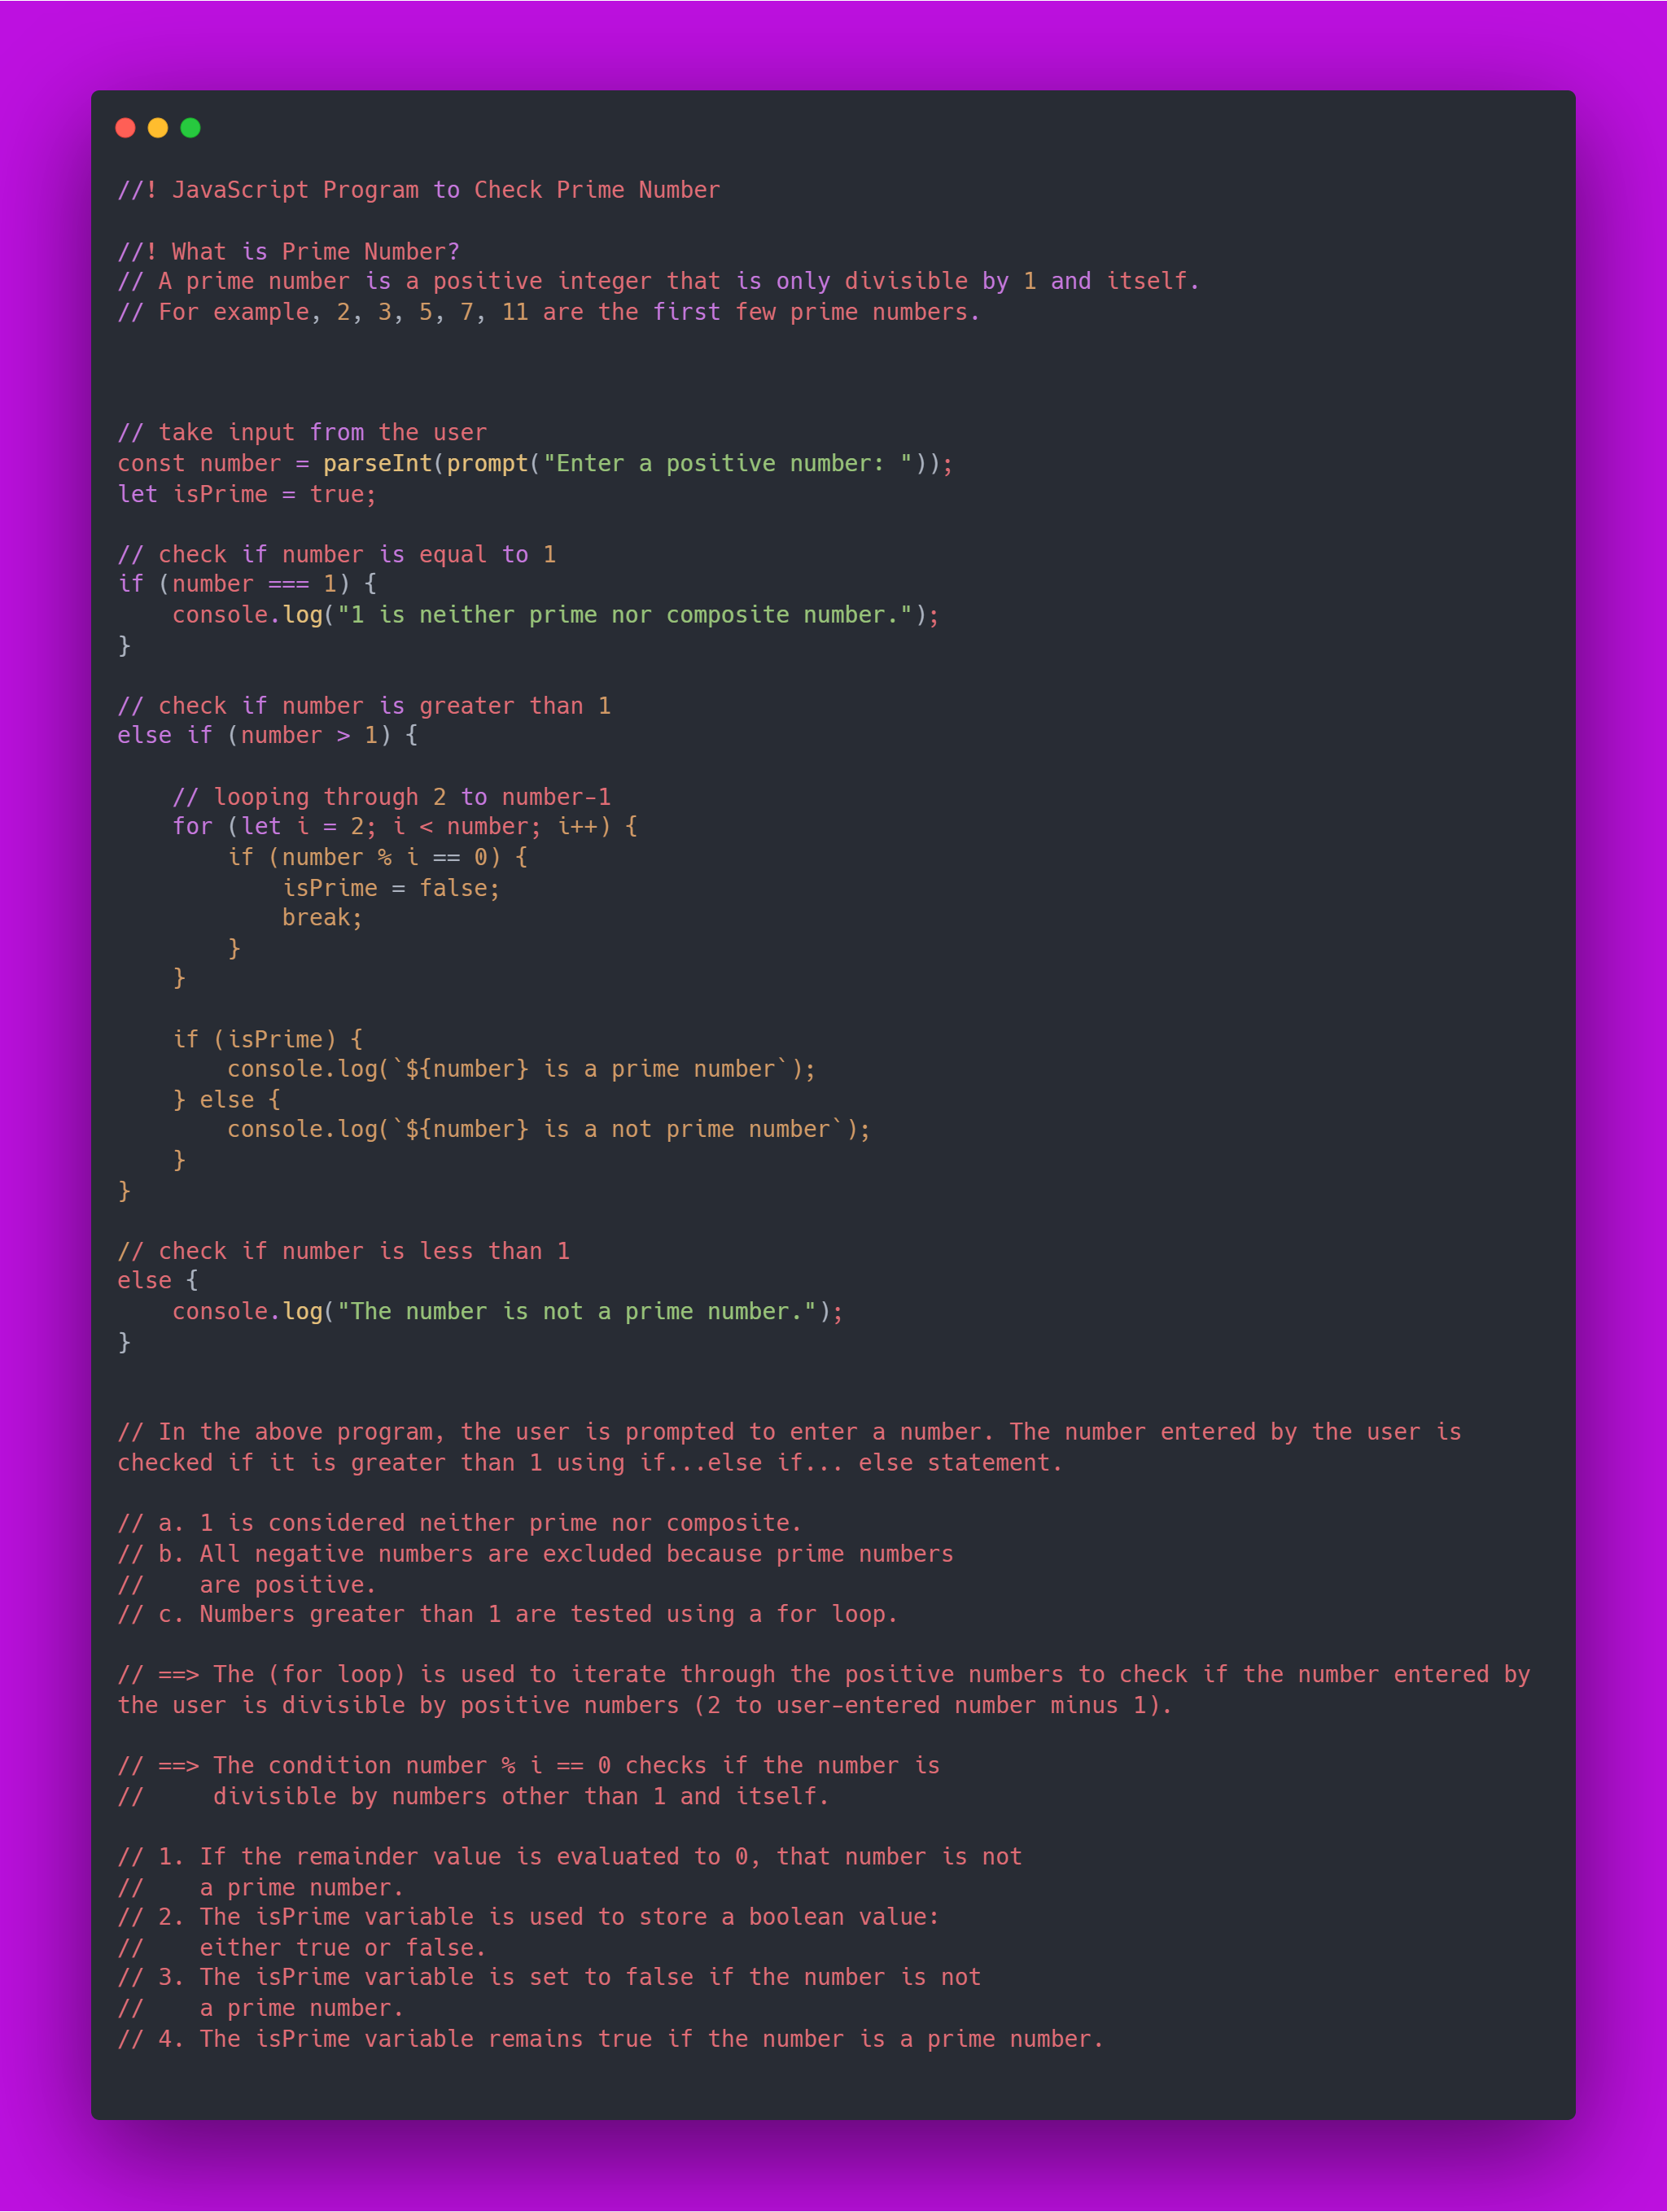 //! JavaScript Program to Check Prime Number
//! What is Prime Number?
// A prime number is a positive integer that is only divisible by 1 and itself.
// For example, 2, 3, 5, 7, 11 are the first few prime numbers.
// take input from the user
const number = parseInt(prompt("Enter a positive number: "));
let isPrime = true;
// check if number is equal to 1
if (number === 1) {
    console.log("1 is neither prime nor composite number.");
}
// check if number is greater than 1
else if (number > 1) {
    // looping through 2 to number-1
    for (let i = 2; i < number; i++) {
        if (number % i == 0) {
            isPrime = false;
            break;
        }
    }
    if (isPrime) {
        console.log(`${number} is a prime number`);
    } else {
        console.log(`${number} is a not prime number`);
    }
}
// check if number is less than 1
else {
    console.log("The number is not a prime number.");
}
// In the above program, the user is prompted to enter a number. The number entered by the user is
checked if it is greater than 1 using if...else if... else statement.
// a. 1 is considered neither prime nor composite.
// b. All negative numbers are excluded because prime numbers
//    are positive.
// c. Numbers greater than 1 are tested using a for loop.
// ==> The (for loop) is used to iterate through the positive numbers to check if the number entered by
the user is divisible by positive numbers (2 to user-entered number minus 1).
// ==> The condition number % i == 0 checks if the number is
//     divisible by numbers other than 1 and itself.
// 1. If the remainder value is evaluated to 0, that number is not
//    a prime number.
// 2. The isPrime variable is used to store a boolean value:
//    either true or false.
// 3. The isPrime variable is set to false if the number is not
//    a prime number.
// 4. The isPrime variable remains true if the number is a prime number.